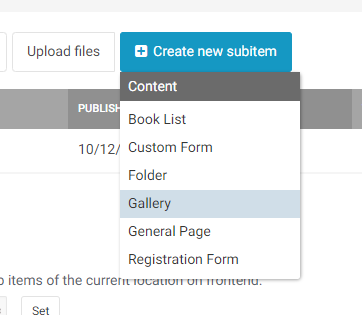 Upload files
Create new subitem
Content
PUBLISH
Book List
10/12/
Custom Form
Folder
Gallery
General Page
Registration Form
items of the current location on frontend.
Set